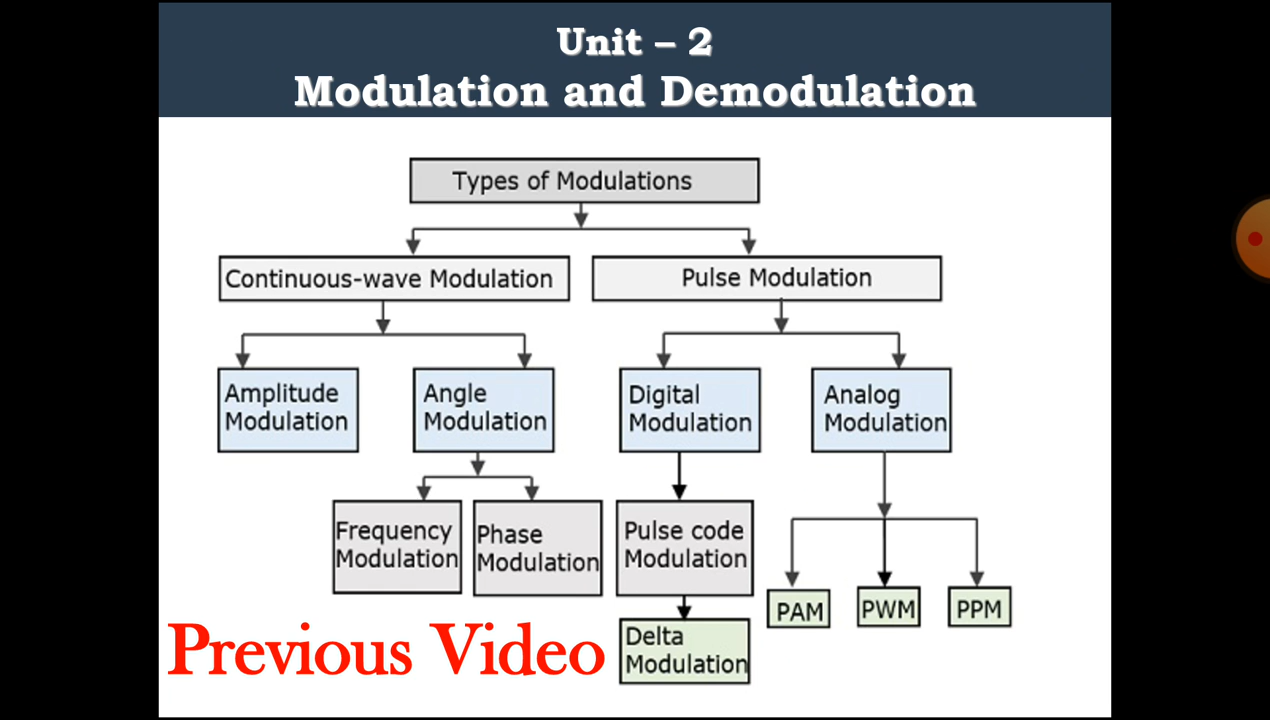 Unit – 2
Modulation and Demodulation
Types of Modulations
Continuous-wave Modulation
Pulse Modulation
Amplitude
Modulation
Angle
Modulation
Digital
Modulation
Analog
Modulation
Frequency
Modulation
Phase
Modulation
Pulse code
Modulation
PAM
PWM
PPM
Previous Video
Delta
Modulation